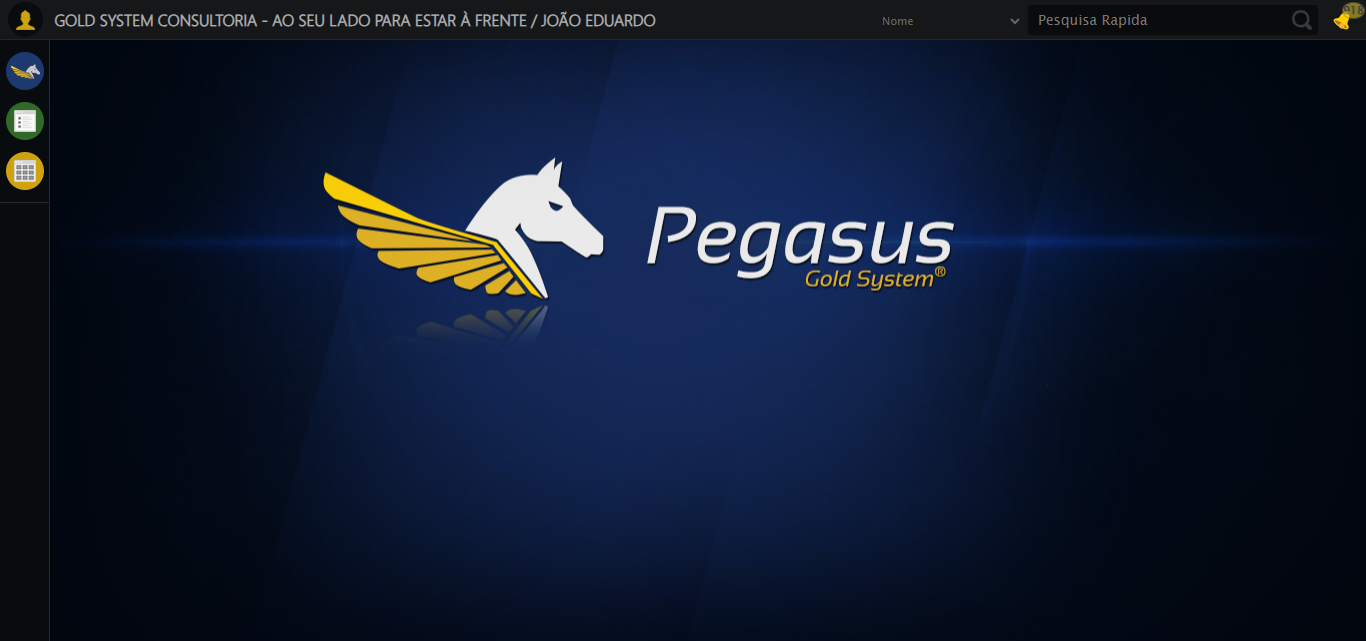 GOLD SYSTEM CONSULTORIA - AO SEU LADO PARA ESTAR À FRENTE / JOÃO EDUARDO
Nome
Pesquisa Rapida
Pegasus
Gold System®